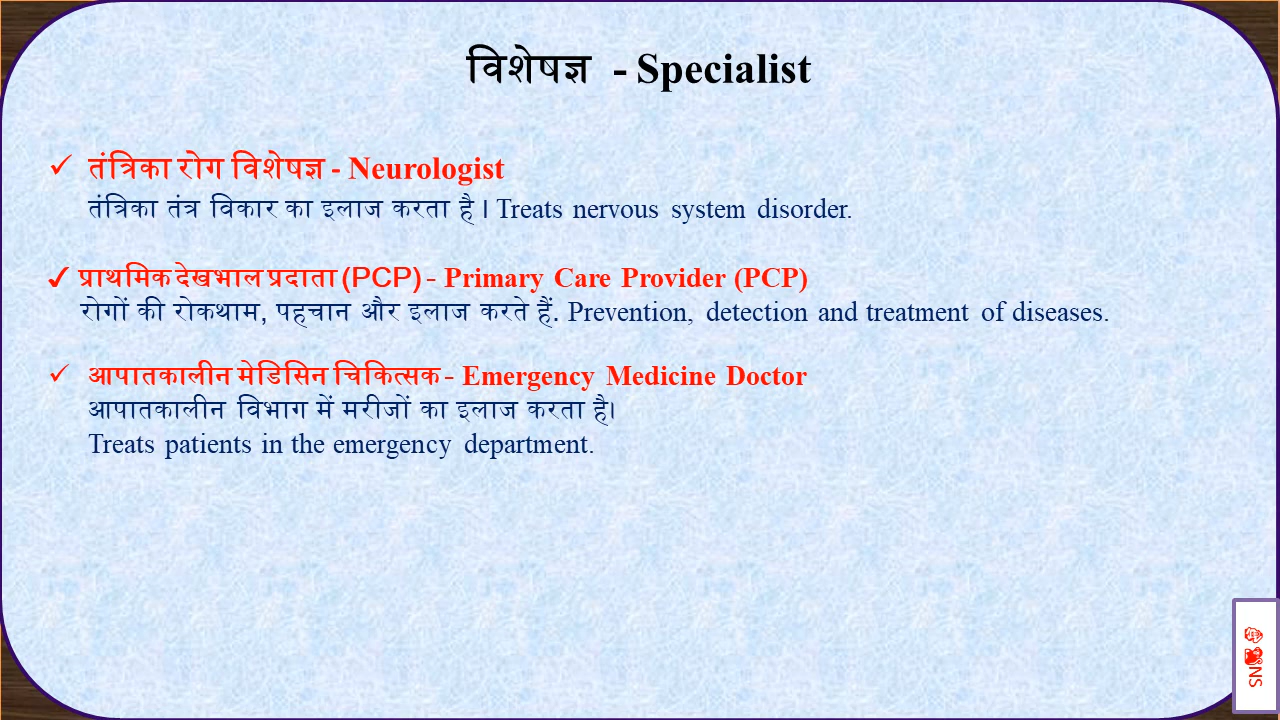 विशेषज्ञ - Specialist
तंत्रिका रोग विशेषज्ञ - Neurologist
तंत्रिका तंत्र विकार का इलाज करता है । Treats nervous system disorder.
प्राथमिक देखभाल प्रदाता (PCP) - Primary Care Provider (PCP)
रोगों की रोकथाम, पहचान और इलाज करते हैं. Prevention, detection and treatment of diseases.
आपातकालीन मेडिसिन चिकित्सक - Emergency Medicine Doctor
आपातकालीन विभाग में मरीजों का इलाज करता है।
Treats patients in the emergency department.
NS